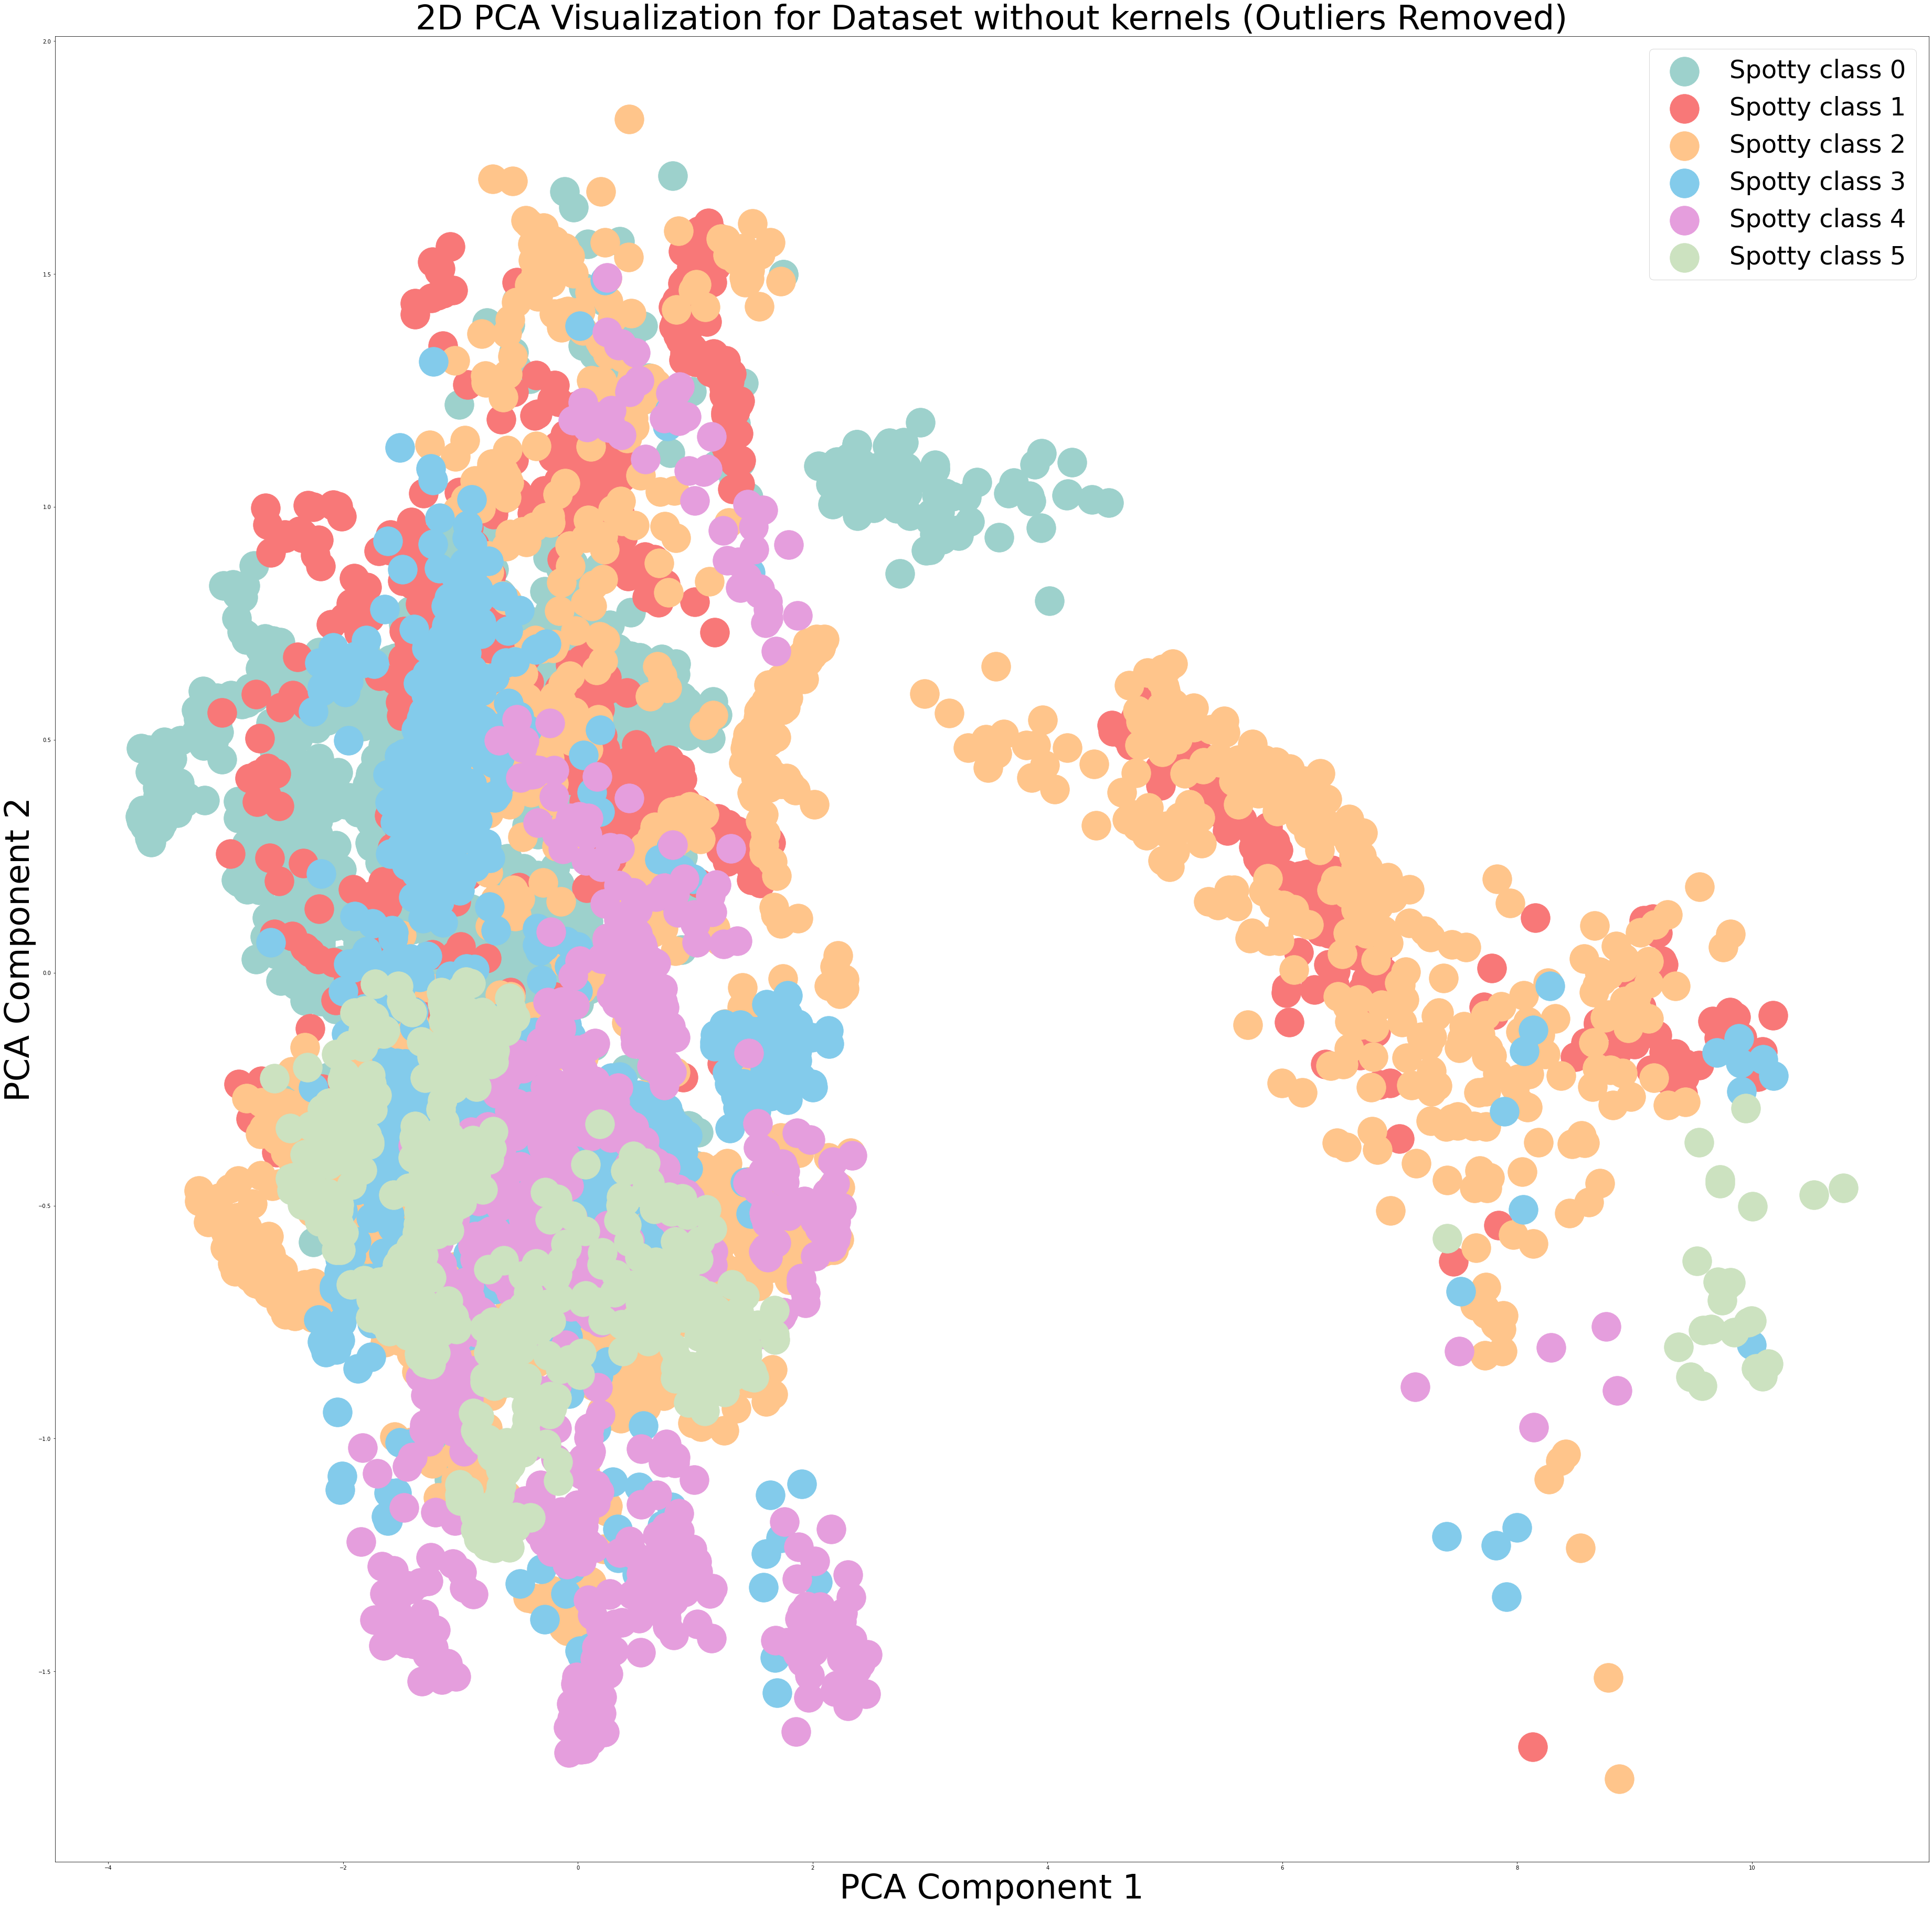 2D PCA Visualization for Dataset without kernels (Outliers Removed)
2.0
Spotty class 0
Spotty class 1
Spotty class 2
Spotty class 3
Spotty class 4
Spotty class 5
1.5
1.0
0.5
0.0
−0.5
−1.0
−1.5
PCA Component 2
−4 −2 0 2 4 6 8 10
PCA Component 1